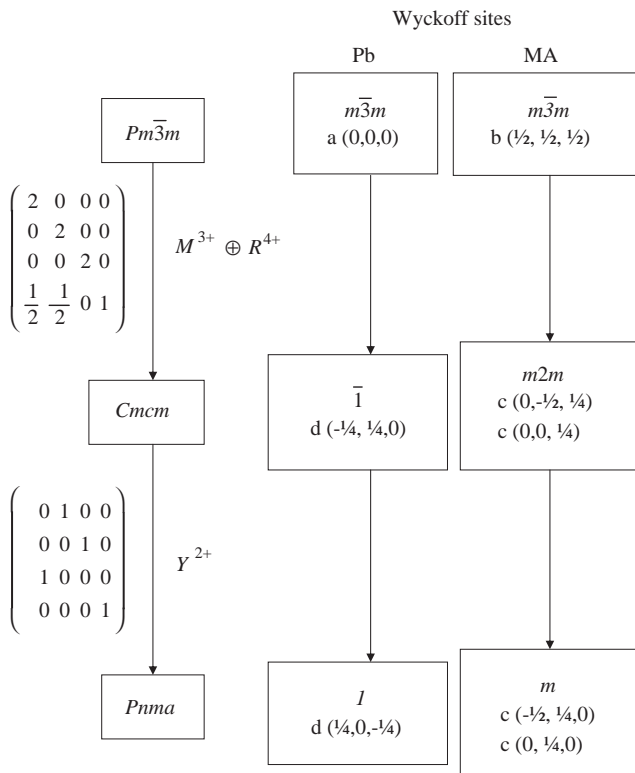 Wyckoff sites
Pb
MA
Pm3̅m
m3̅m
a (0,0,0)
m3̅m
b (½, ½, ½)
2 0 0 0
0 2 0 0
0 0 2 0
1/2 1/2 0 1
M³⁺ ⊕ R⁴⁺
Cmcm
1̅
d (-¼, ¼,0)
m2m
c (0,-½, ¼)
c (0,0, ¼)
0 1 0 0
0 0 1 0
1 0 0 0
0 0 0 1
Y²⁺
Pnma
1
d (¼,0,-¼)
m
c (-½, ¼,0)
c (0, ¼,0)